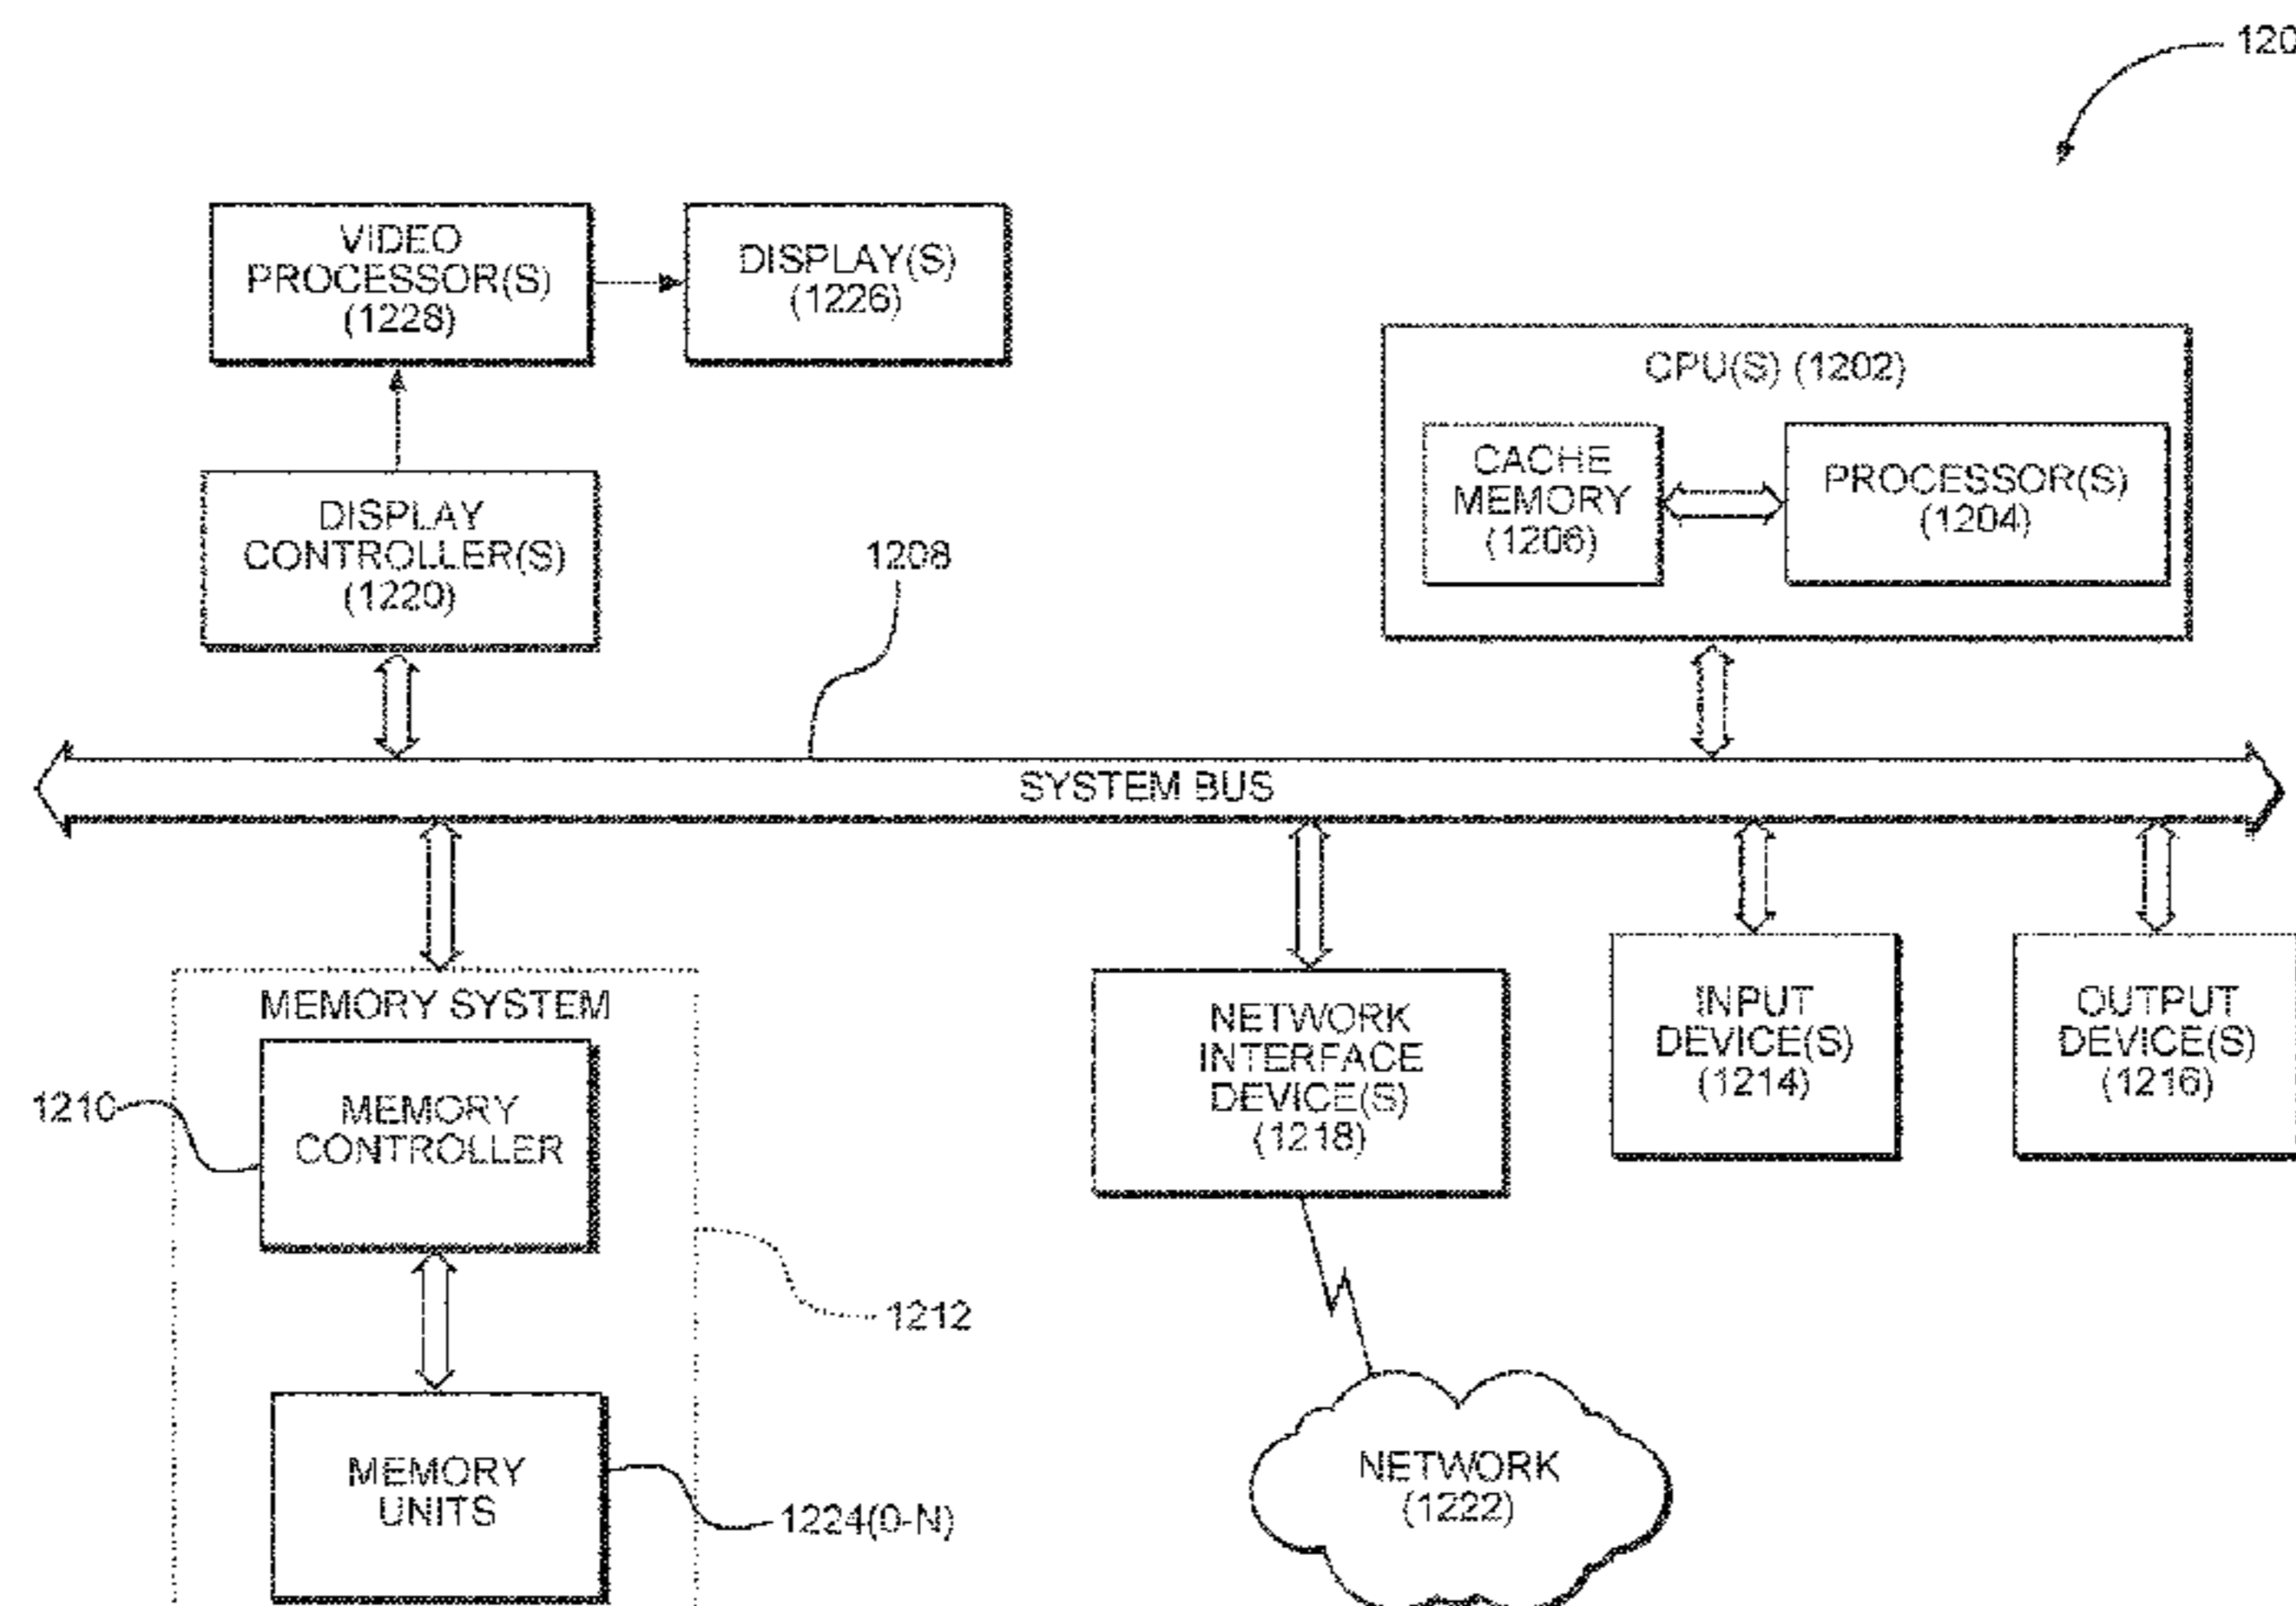 120
VIDEO
PROCESSOR(S)
(1228)
DISPLAY(S)
(1226)
CPU(S) (1202)
CACHE
MEMORY
(1206)
PROCESSOR(S)
(1204)
DISPLAY
CONTROLLER(S)
(1220)
1208
SYSTEM BUS
MEMORY SYSTEM
1210
MEMORY
CONTROLLER
NETWORK
INTERFACE
DEVICE(S)
(1218)
INPUT
DEVICE(S)
(1214)
OUTPUT
DEVICE(S)
(1216)
1212
MEMORY
UNITS
1224(0-N)
NETWORK
(1222)